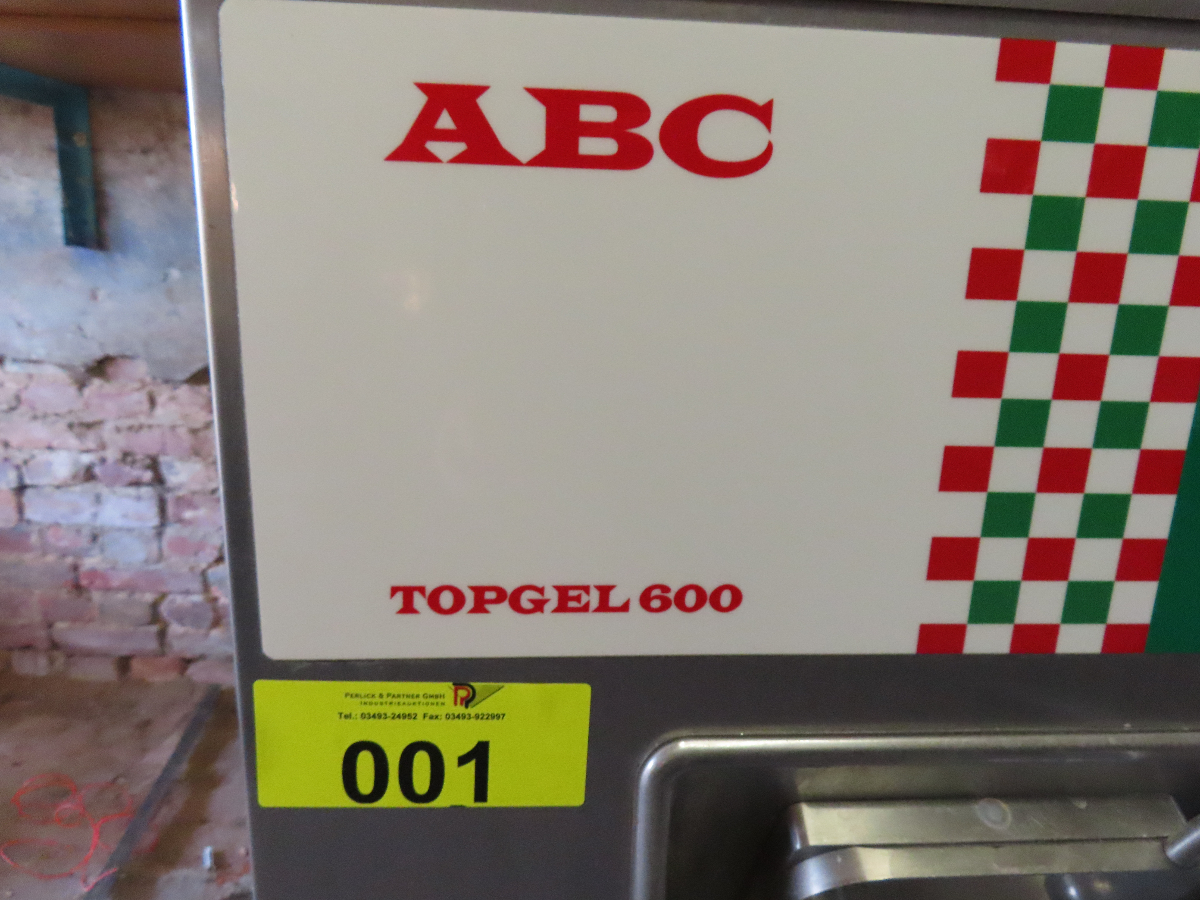 ABC
TOPGEL 600
PERLICK & PARTNER GMBH
INDUSTRIEAUKTIONEN
Tel.: 03493-24952 Fax: 03493-922997
001